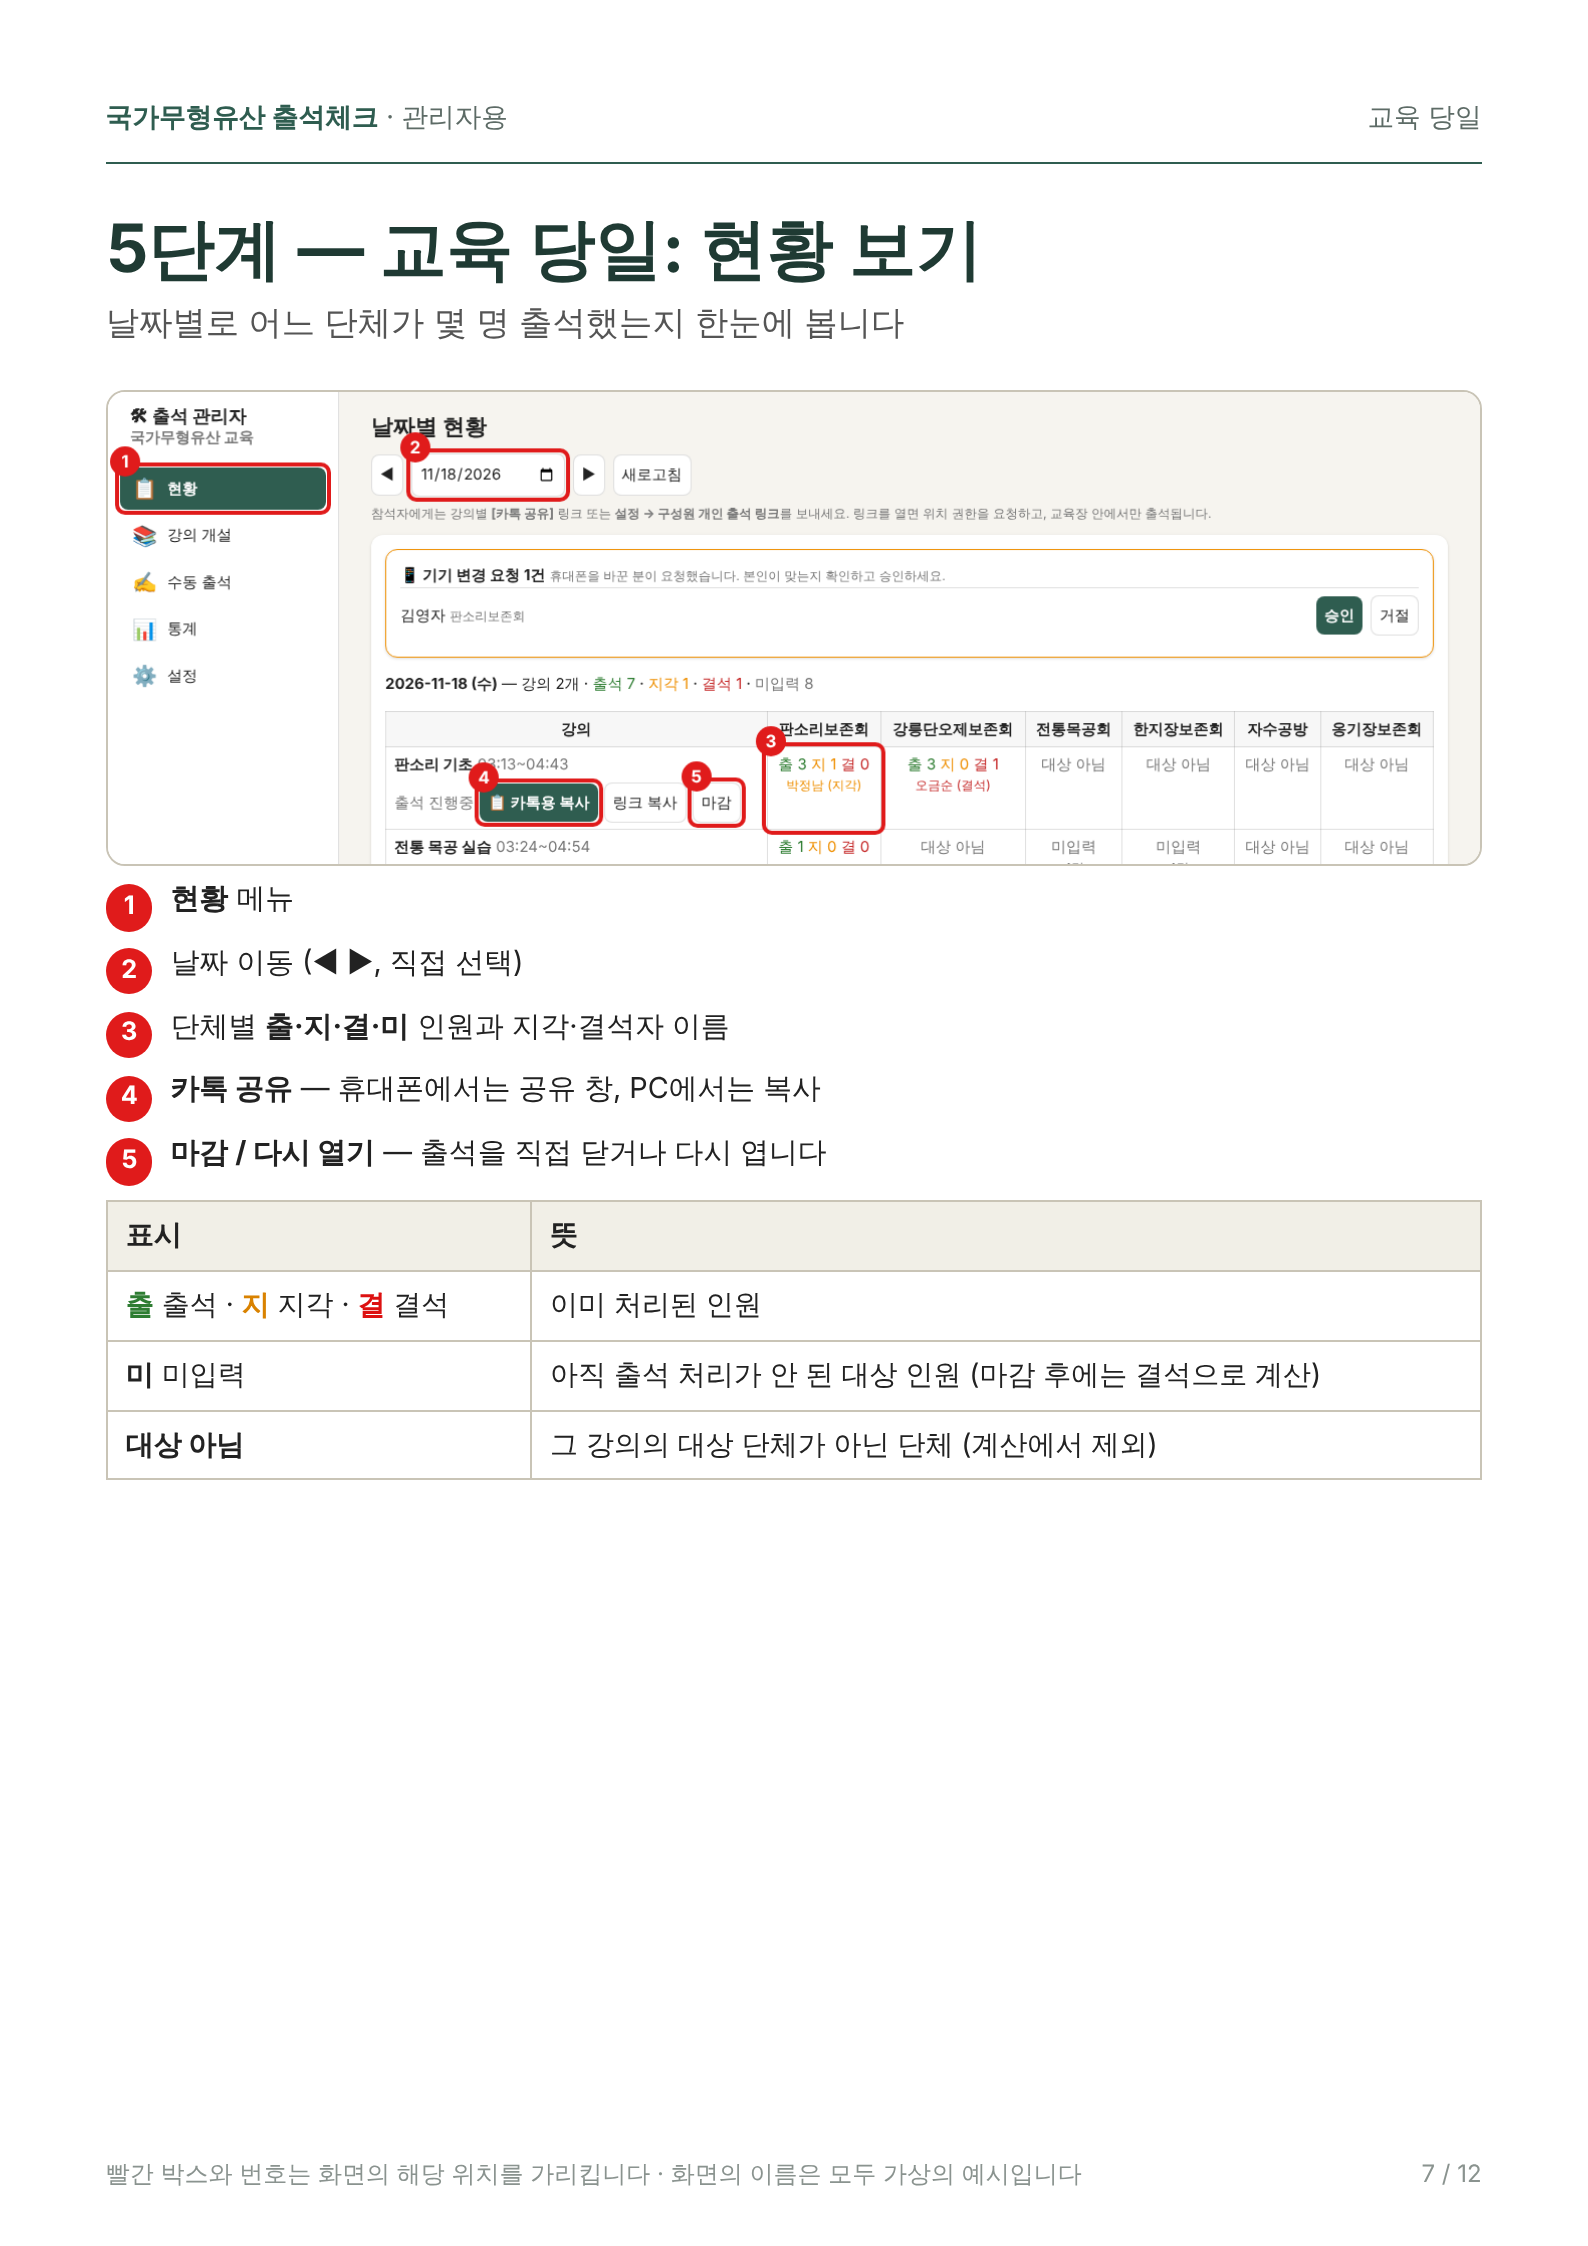 국가무형유산 출석체크 · 관리자용
교육 당일
5단계 — 교육 당일: 현황 보기
날짜별로 어느 단체가 몇 명 출석했는지 한눈에 봅니다
🛠 출석 관리자
국가무형유산 교육
1
📋 현황
📚 강의 개설
✍️ 수동 출석
📊 통계
⚙️ 설정
날짜별 현황
2
◀ 11/18/2026 ▶ 새로고침
참석자에게는 강의별 [카톡 공유] 링크 또는 설정 → 구성원 개인 출석 링크를 보내세요. 링크를 열면 위치 권한을 요청하고, 교육장 안에서만 출석됩니다.
📱 기기 변경 요청 1건 휴대폰을 바꾼 분이 요청했습니다. 본인이 맞는지 확인하고 승인하세요.
김영자 판소리보존회 승인 거절
2026-11-18 (수) — 강의 2개 · 출석 7 · 지각 1 · 결석 1 · 미입력 8
강의 판소리보존회 강릉단오제보존회 전통목공회 한지장보존회 자수공방 옹기장보존회
3
판소리 기초 :13~04:43 출 3 지 1 결 0 출 3 지 0 결 1 대상 아님 대상 아님 대상 아님 대상 아님
박정남 (지각) 오금순 (결석)
4 5
출석 진행중 📋 카톡용 복사 링크 복사 마감
전통 목공 실습 03:24~04:54 출 1 지 0 결 0 대상 아님 미입력 미입력 대상 아님 대상 아님
1 현황 메뉴
2 날짜 이동 (◀ ▶, 직접 선택)
3 단체별 출·지·결·미 인원과 지각·결석자 이름
4 카톡 공유 — 휴대폰에서는 공유 창, PC에서는 복사
5 마감 / 다시 열기 — 출석을 직접 닫거나 다시 엽니다
표시 뜻
출 출석 · 지 지각 · 결 결석 이미 처리된 인원
미 미입력 아직 출석 처리가 안 된 대상 인원 (마감 후에는 결석으로 계산)
대상 아님 그 강의의 대상 단체가 아닌 단체 (계산에서 제외)
빨간 박스와 번호는 화면의 해당 위치를 가리킵니다 · 화면의 이름은 모두 가상의 예시입니다
7 / 12